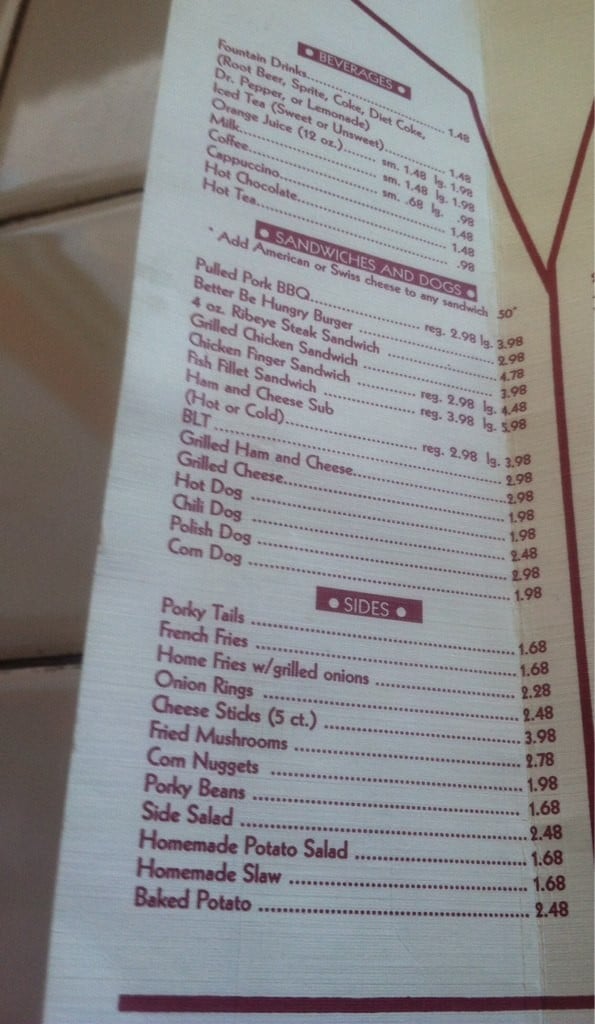 • BEVERAGES •
Fountain Drinks..........1.48
(Root Beer, Sprite, Coke, Diet Coke,
Dr. Pepper, or Lemonade)
Iced Tea (Sweet or Unsweet)..........1.48
Orange Juice (12 oz.)....... sm. 1.48 lg. 1.98
Milk.......... sm. 1.48 lg. 1.98
Coffee.......... sm. .68 lg. .98
Cappuccino..........1.48
Hot Chocolate..........1.48
Hot Tea.......... .98
• SANDWICHES AND DOGS •
* Add American or Swiss cheese to any sandwich .50*
Pulled Pork BBQ.......... reg. 2.98 lg. 3.98
Better Be Hungry Burger ..........2.98
4 oz. Ribeye Steak Sandwich ..........4.78
Grilled Chicken Sandwich ..........3.98
Chicken Finger Sandwich .......... reg. 2.98 lg. 4.48
Fish Fillet Sandwich .......... reg. 3.98 lg. 5.98
Ham and Cheese Sub
(Hot or Cold).......... reg. 2.98 lg. 3.98
BLT ..........2.98
Grilled Ham and Cheese..........2.98
Grilled Cheese..........1.98
Hot Dog ..........1.98
Chili Dog ..........2.48
Polish Dog ..........2.98
Corn Dog ..........1.98
• SIDES •
Porky Tails ..........1.68
French Fries ..........1.68
Home Fries w/grilled onions ..........2.28
Onion Rings ..........2.48
Cheese Sticks (5 ct.) ..........3.98
Fried Mushrooms ..........2.78
Corn Nuggets ..........1.98
Porky Beans ..........1.68
Side Salad ..........2.48
Homemade Potato Salad ..........1.68
Homemade Slaw ..........1.68
Baked Potato ..........2.48